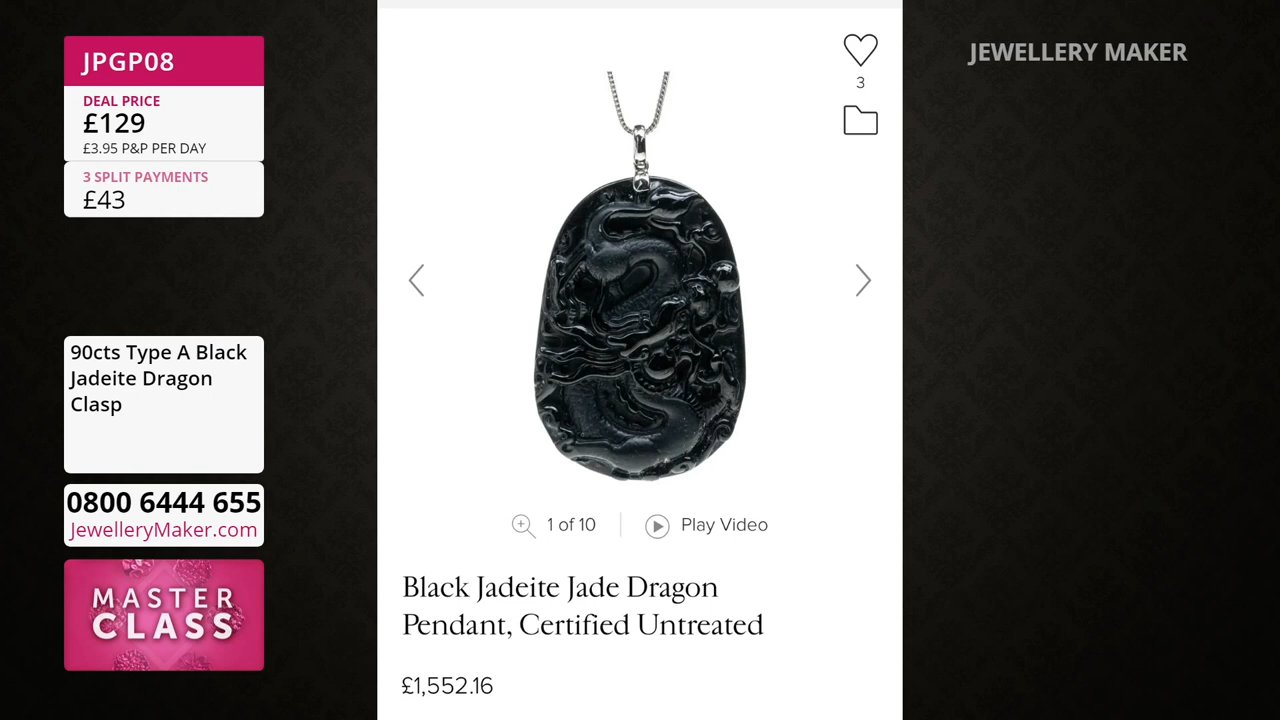 JPGP08
DEAL PRICE
£129
£3.95 P&P PER DAY
3 SPLIT PAYMENTS
£43
90cts Type A Black
Jadeite Dragon
Clasp
0800 6444 655
JewelleryMaker.com
MASTER
CLASS
3
1 of 10
Play Video
Black Jadeite Jade Dragon
Pendant, Certified Untreated
£1,552.16
JEWELLERY MAKER